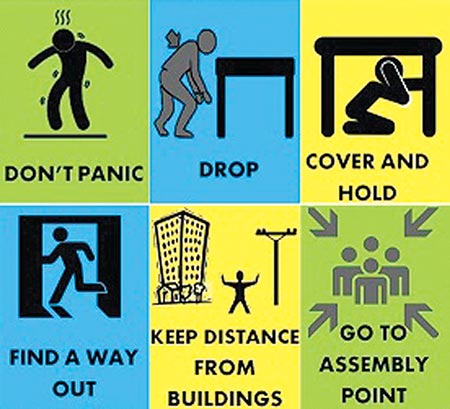 DON'T PANIC
DROP
COVER AND
HOLD
FIND A WAY
OUT
KEEP DISTANCE
FROM
BUILDINGS
GO TO
ASSEMBLY
POINT